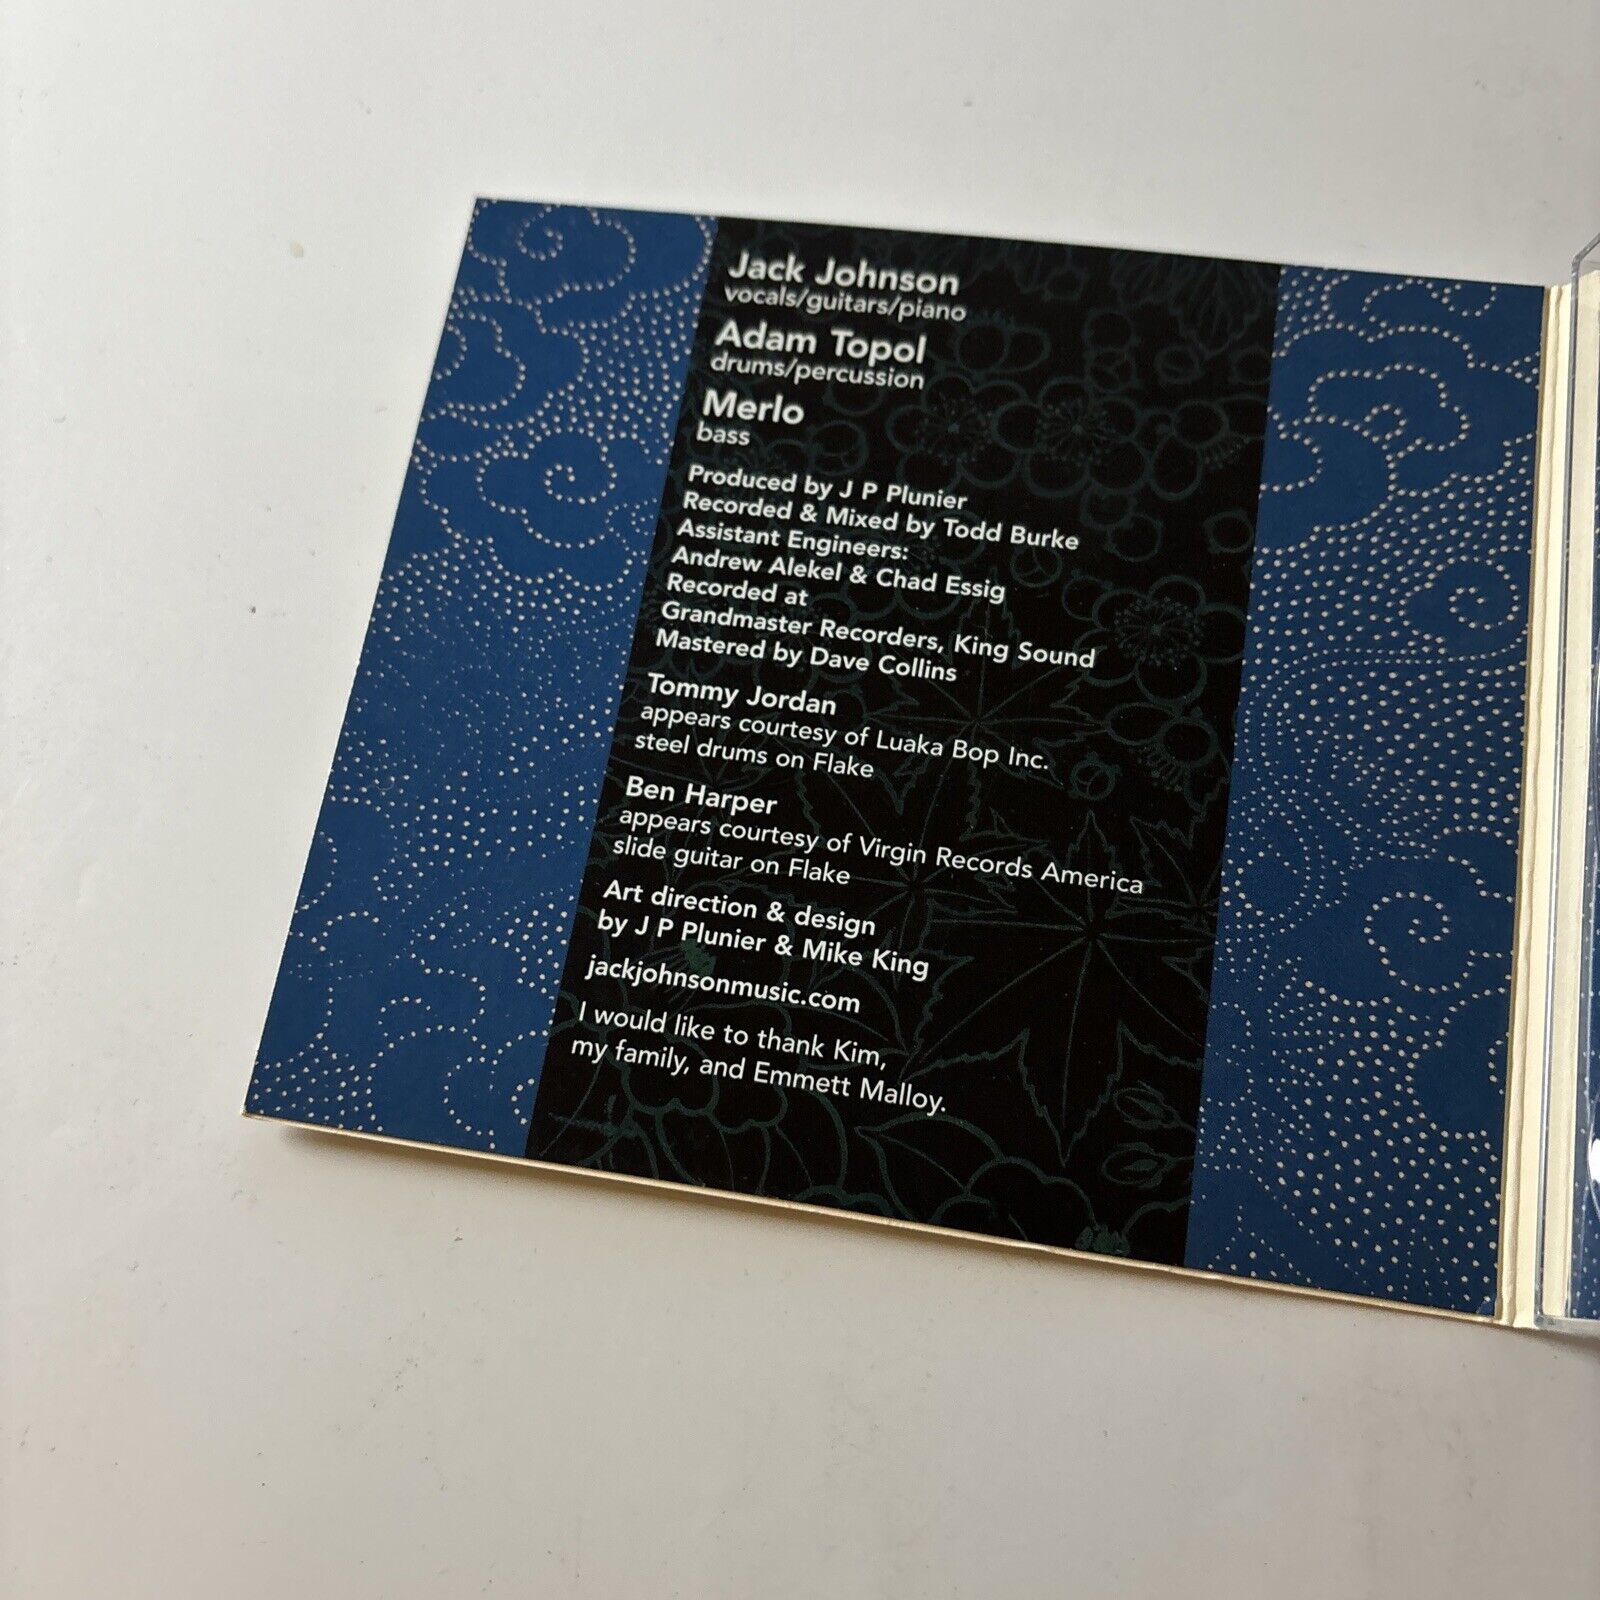 Jack Johnson
vocals/guitars/piano
Adam Topol
drums/percussion
Merlo
bass
Produced by J P Plunier
Recorded & Mixed by Todd Burke
Assistant Engineers:
Andrew Alekel & Chad Essig
Recorded at
Grandmaster Recorders, King Sound
Mastered by Dave Collins
Tommy Jordan
appears courtesy of Luaka Bop Inc.
steel drums on Flake
Ben Harper
appears courtesy of Virgin Records America
slide guitar on Flake
Art direction & design
by J P Plunier & Mike King
jackjohnsonmusic.com
I would like to thank Kim,
my family, and Emmett Malloy.